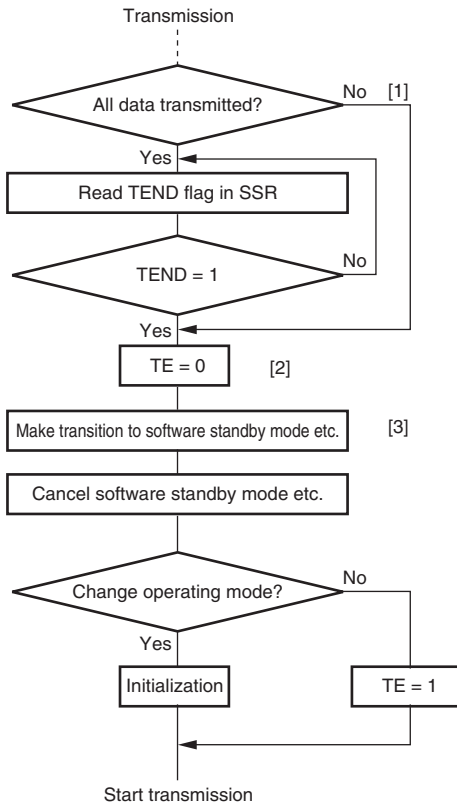 Transmission
All data transmitted?
No [1]
Yes
Read TEND flag in SSR
TEND = 1
No
Yes
TE = 0 [2]
Make transition to software standby mode etc. [3]
Cancel software standby mode etc.
Change operating mode?
No
Yes
Initialization
TE = 1
Start transmission